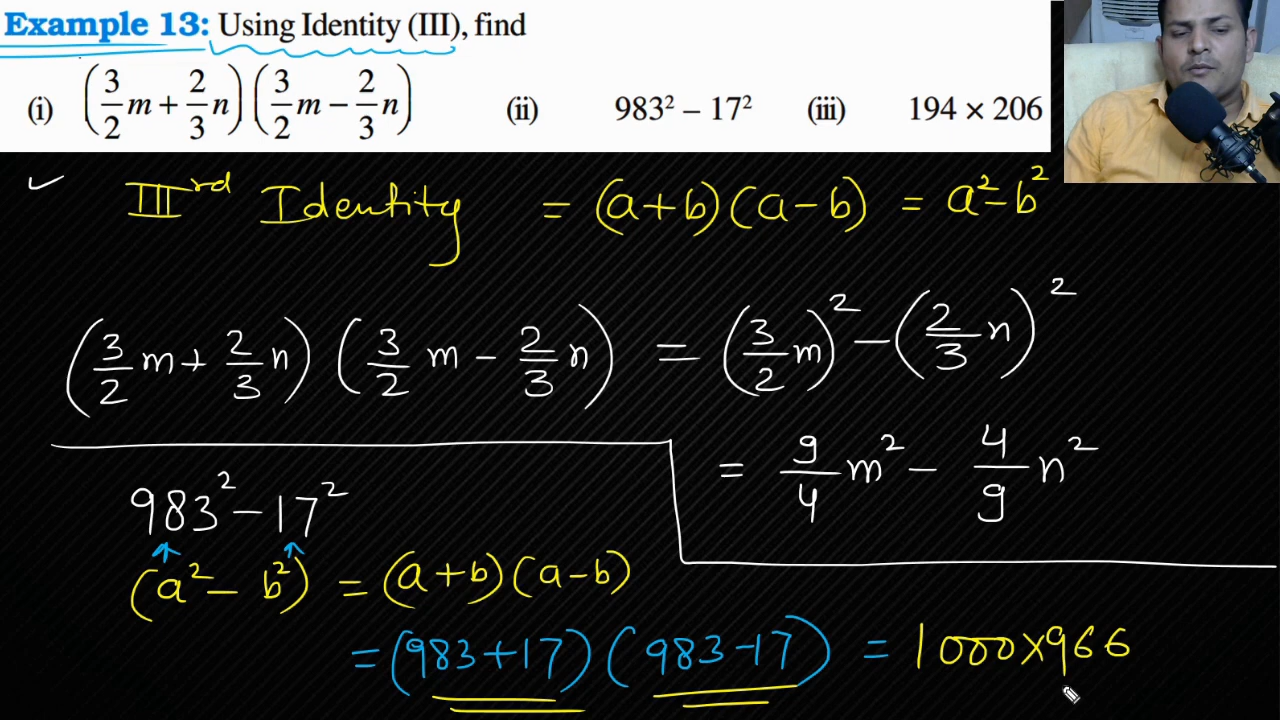 Example 13: Using Identity (III), find
(i) (3/2 m + 2/3 n)(3/2 m − 2/3 n) (ii) 983² – 17² (iii) 194 × 206
IIIrd Identity = (a+b)(a-b) = a²-b²
(3/2 m + 2/3 n)(3/2 m - 2/3 n) = (3/2 m)² - (2/3 n)²
= 9/4 m² - 4/9 n²
983² - 17²
(a² - b²) = (a+b)(a-b)
= (983+17)(983-17) = 1000×966